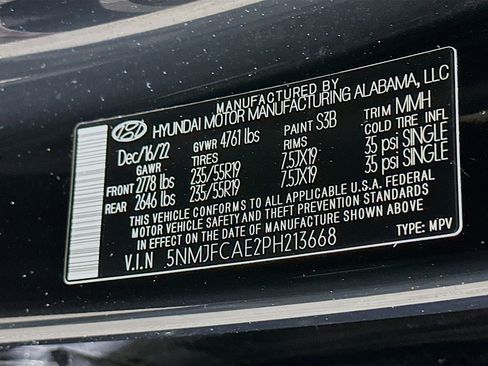 MANUFACTURED BY
HYUNDAI MOTOR MANUFACTURING ALABAMA, LLC
Dec/16/22 GVWR 4761 lbs PAINT S3B TRIM MMH
GAWR TIRES RIMS COLD TIRE INFL
FRONT 2778 lbs 235/55R19 7.5JX19 35 psi SINGLE
REAR 2646 lbs 235/55R19 7.5JX19 35 psi SINGLE
THIS VEHICLE CONFORMS TO ALL APPLICABLE U.S.A. FEDERAL
MOTOR VEHICLE SAFETY AND THEFT PREVENTION STANDARDS
IN EFFECT ON THE DATE OF MANUFACTURE SHOWN ABOVE
V.I.N 5NMJFCAE2PH213668 TYPE: MPV